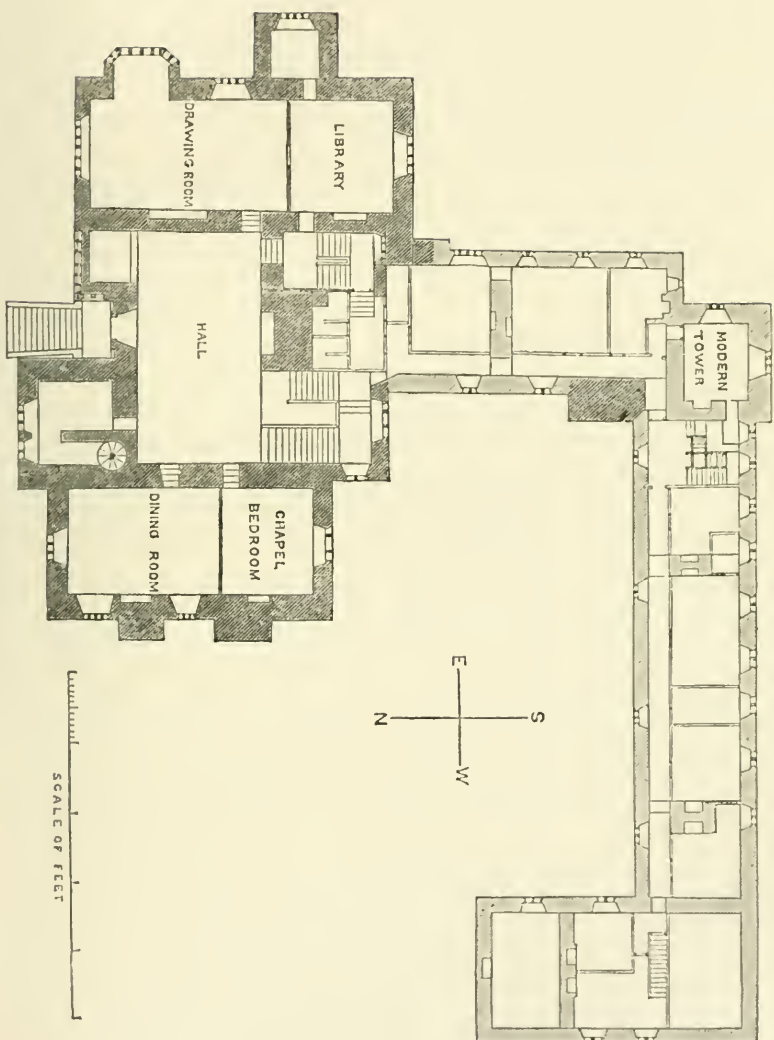 DRAWING ROOM
LIBRARY
HALL
MODERN
TOWER
DINING ROOM
CHAPEL
BEDROOM
E
N
S
W
SCALE OF FEET